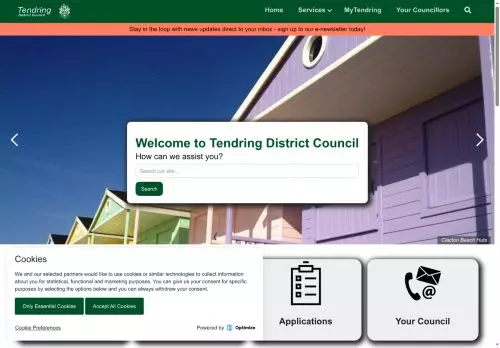 Tendring
District Council
Home
Services
MyTendring
Your Councillors
Stay in the loop with news updates direct to your inbox - sign up to our e-newsletter today!
Welcome to Tendring District Council
How can we assist you?
Search our site...
Search
Clacton Beach Huts
Cookies
We and our selected partners would like to use cookies or similar technologies to collect information
about you for statistical, functional and marketing purposes. You can give us your consent for specific
purposes by selecting the options below and you can always withdraw your consent.
Only Essential Cookies
Accept All Cookies
Cookie Preferences
Powered by
Optimize
Applications
Your Council